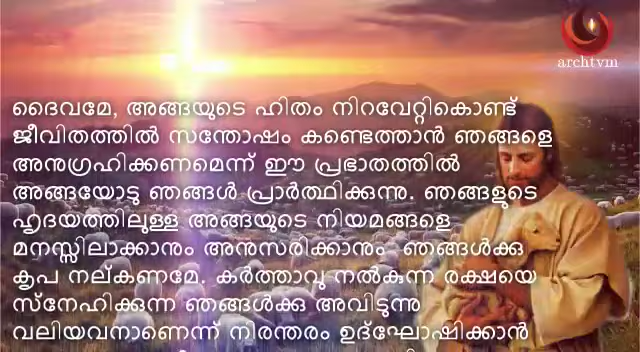 archtvm
ദൈവമേ, അങ്ങയുടെ ഹിതം നിറവേറ്റികൊണ്ട്
ജീവിതത്തിൽ സന്തോഷം കണ്ടെത്താൻ ഞങ്ങളെ
അനുഗ്രഹിക്കണമെന്ന് ഈ പ്രഭാതത്തിൽ
അങ്ങയോടു ഞങ്ങൾ പ്രാർത്ഥിക്കുന്നു. ഞങ്ങളുടെ
ഹൃദയത്തിലുള്ള അങ്ങയുടെ നിയമങ്ങളെ
മനസ്സിലാക്കാനും അനുസരിക്കാനും ഞങ്ങൾക്കു
കൃപ നല്കണമേ. കർത്താവു നൽകുന്ന രക്ഷയെ
സ്നേഹിക്കുന്ന ഞങ്ങൾക്കു അവിടുന്നു
വലിയവനാണെന്ന് നിരന്തരം ഉദ്ഘോഷിക്കാൻ